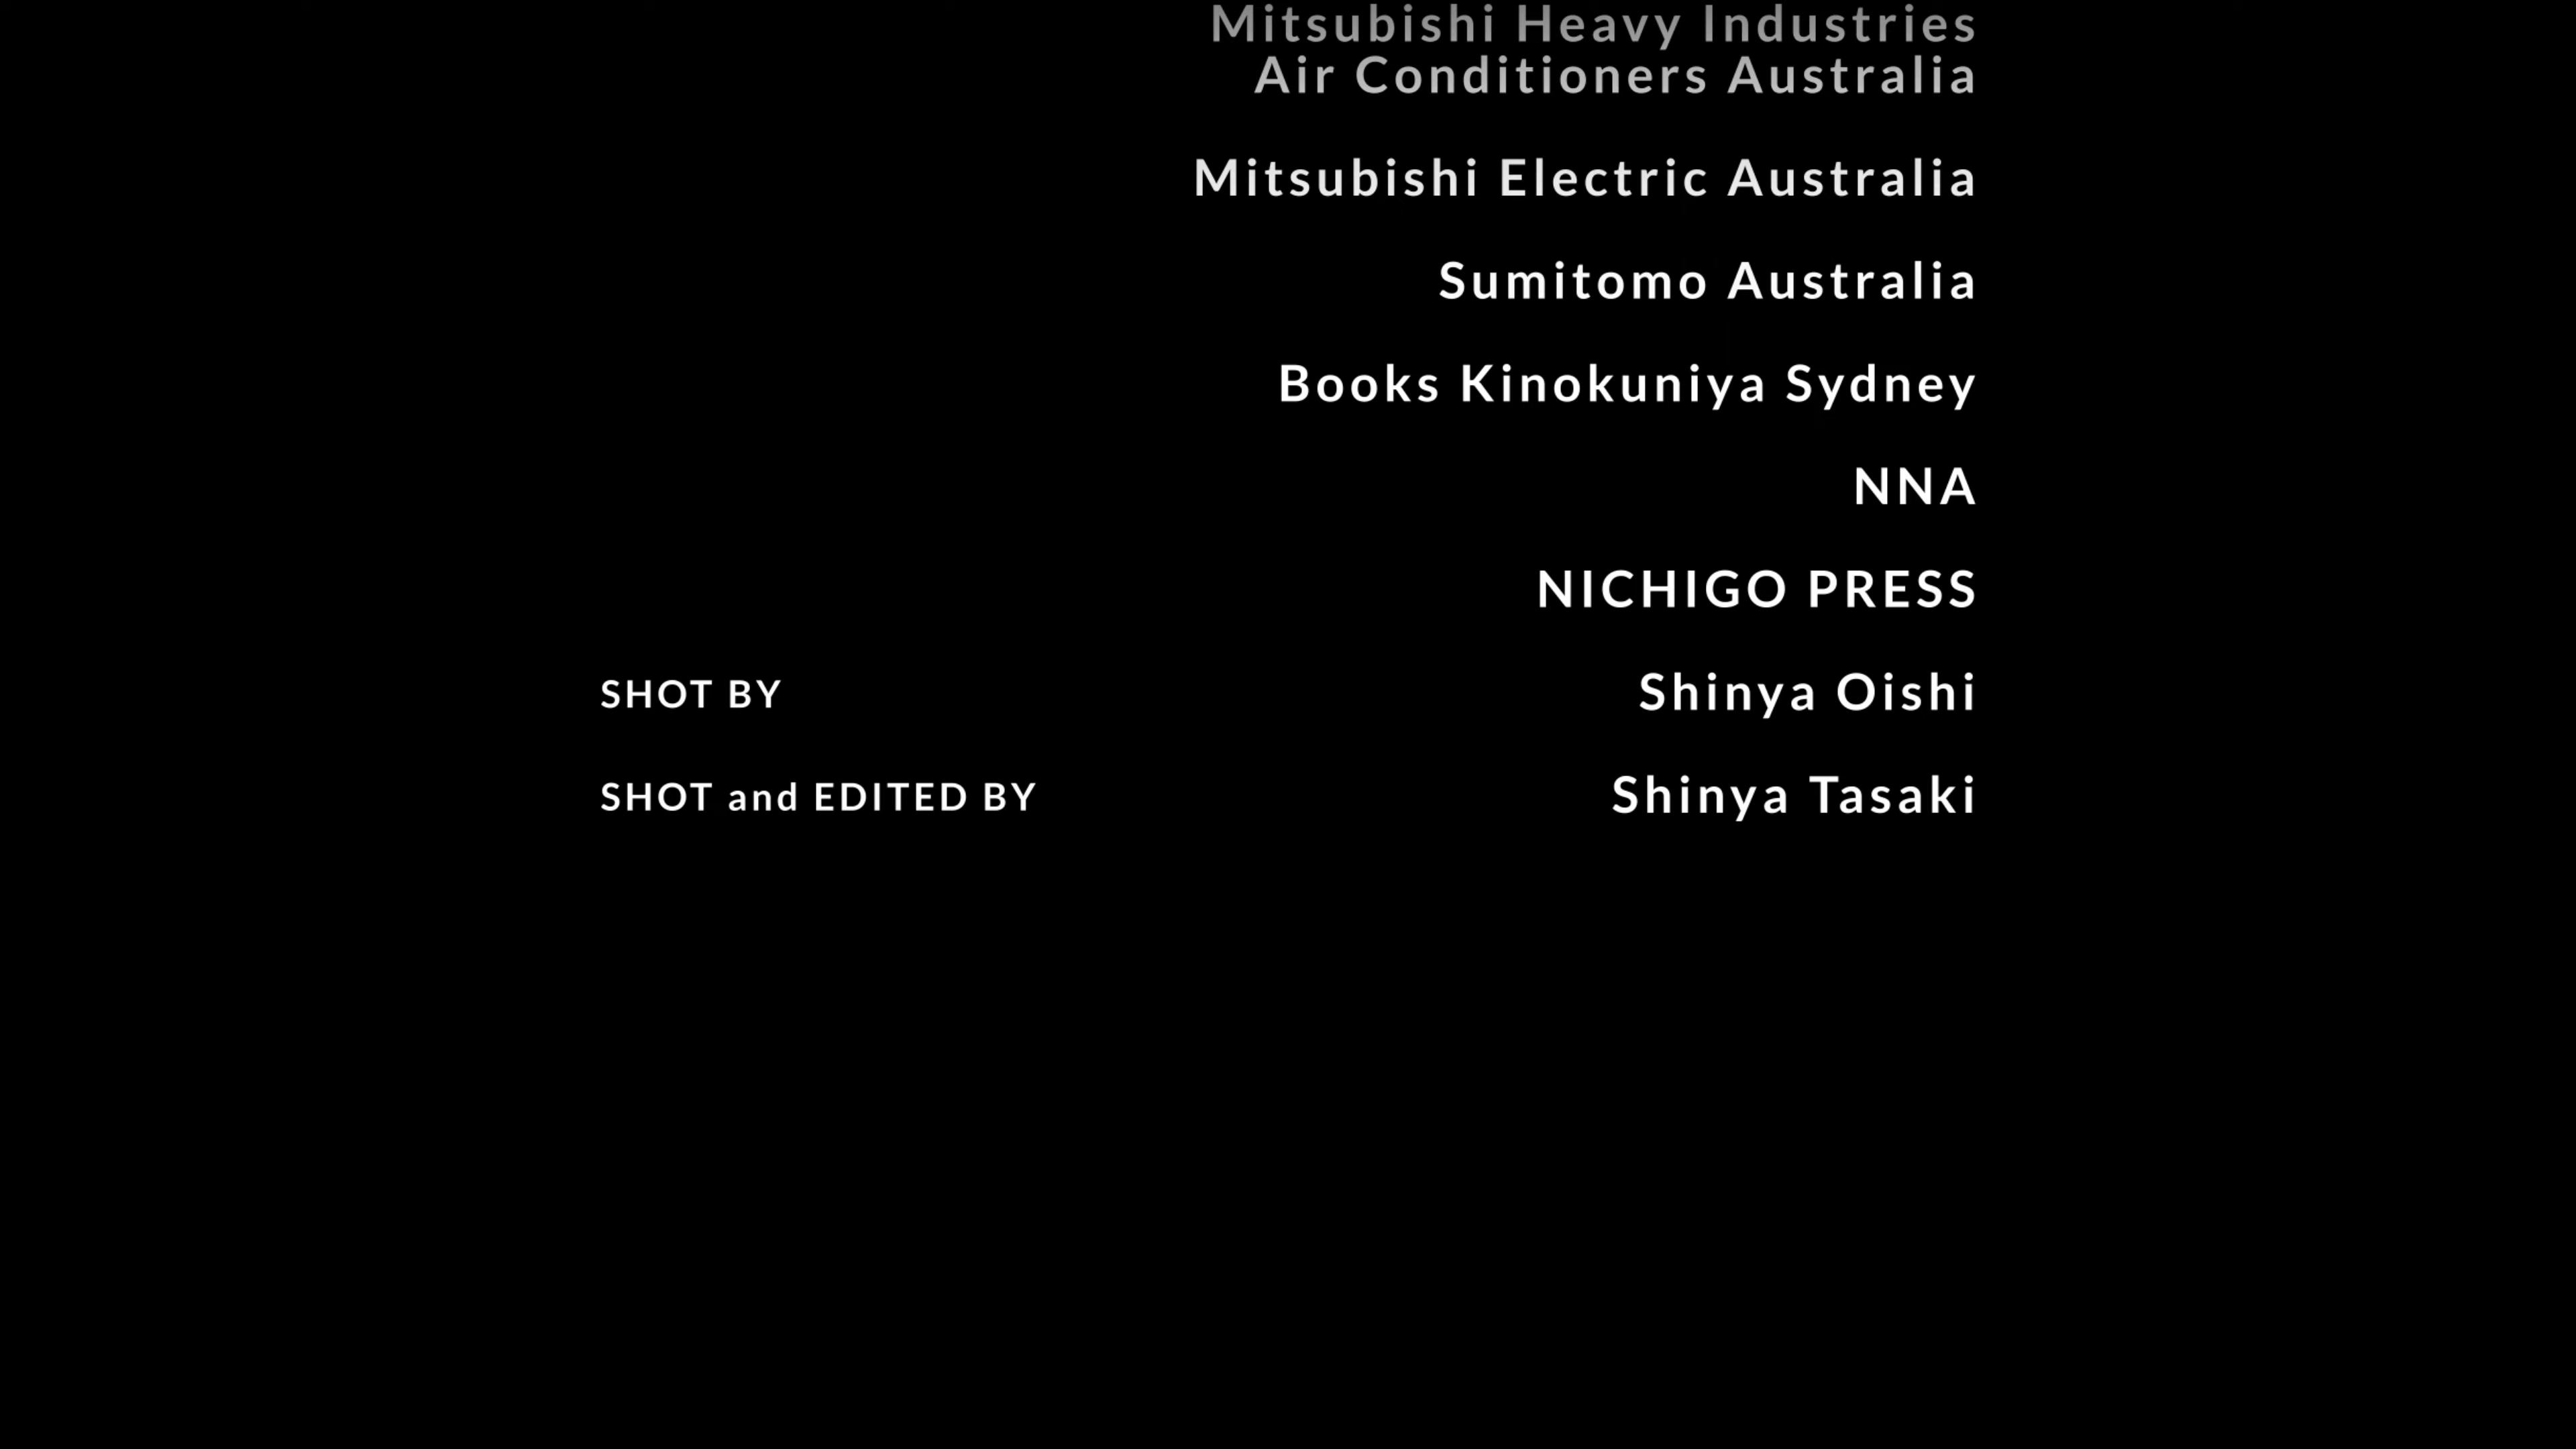 Mitsubishi Heavy Industries
Air Conditioners Australia
Mitsubishi Electric Australia
Sumitomo Australia
Books Kinokuniya Sydney
NNA
NICHIGO PRESS
SHOT BY Shinya Oishi
SHOT and EDITED BY Shinya Tasaki